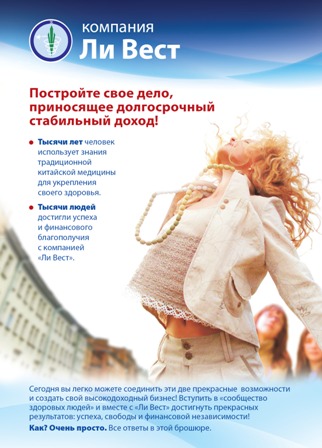 компания
Ли Вест
Постройте свое дело,
приносящее долгосрочный
стабильный доход!
• Тысячи лет человек
использует знания
традиционной
китайской медицины
для укрепления
своего здоровья.
• Тысячи людей
достигли успеха
и финансового
благополучия
с компанией
«Ли Вест».
Сегодня вы легко можете соединить эти две прекрасные возможности
и создать свой высокодоходный бизнес! Вступить в «сообщество
здоровых людей» и вместе с «Ли Вест» достигнуть прекрасных
результатов: успеха, свободы и финансовой независимости!
Как? Очень просто. Все ответы в этой брошюре.